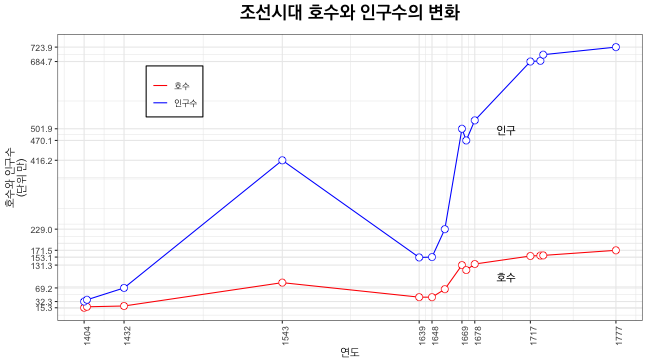 조선시대 호수와 인구수의 변화
723.9
684.7
501.9
470.1
416.2
229.0
171.5
153.1
131.3
69.2
32.3
15.3
호수와 인구수
(단위 만)
호수
인구수
인구
호수
1404
1432
1543
1639
1648
1669
1678
1717
1777
연도